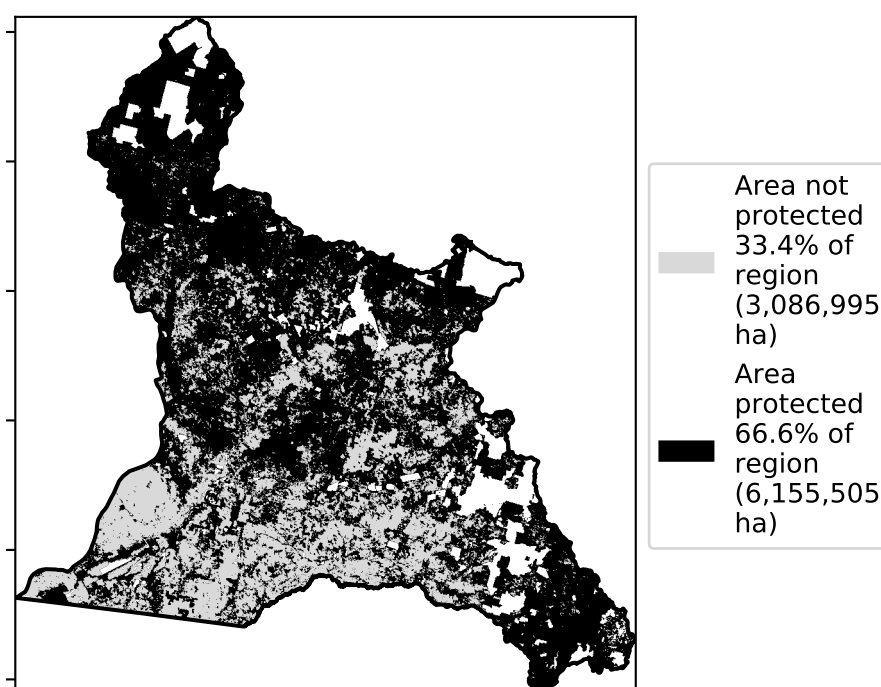 Area not
protected
33.4% of
region
(3,086,995
ha)
Area
protected
66.6% of
region
(6,155,505
ha)